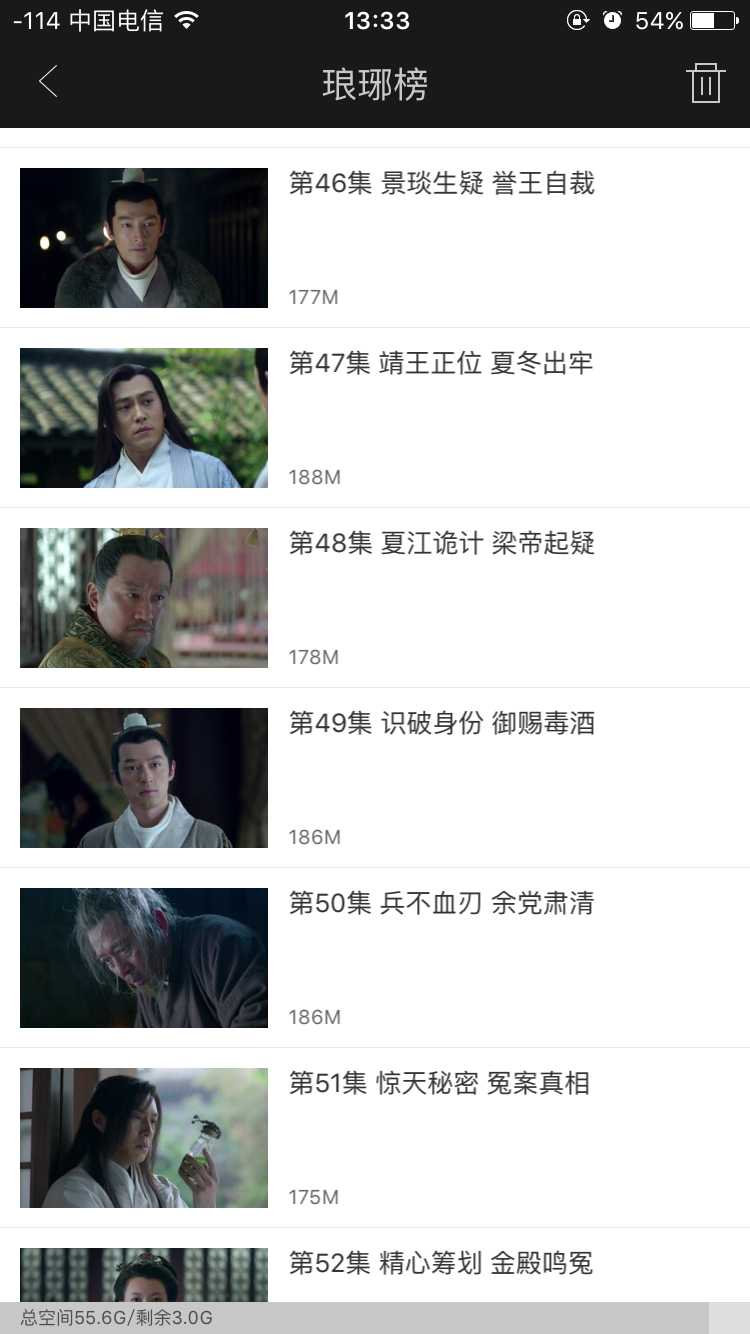 -114 中国电信 13:33 54%
琅琊榜
第46集 景琰生疑 誉王自裁
177M
第47集 靖王正位 夏冬出牢
188M
第48集 夏江诡计 梁帝起疑
178M
第49集 识破身份 御赐毒酒
186M
第50集 兵不血刃 余党肃清
186M
第51集 惊天秘密 冤案真相
175M
第52集 精心筹划 金殿鸣冤
总空间55.6G/剩余3.0G